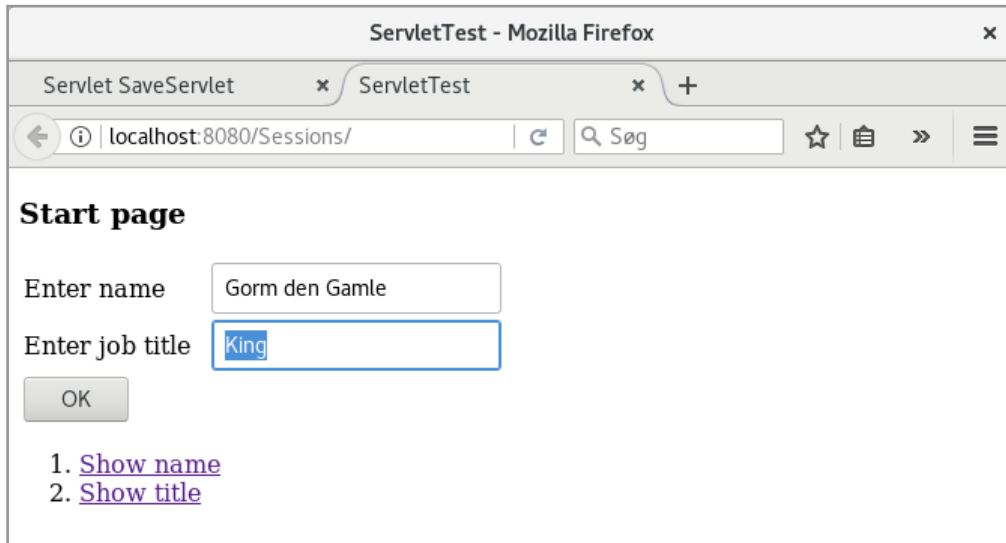 ServletTest - Mozilla Firefox
Servlet SaveServlet ServletTest
localhost:8080/Sessions/ Søg
Start page
Enter name Gorm den Gamle
Enter job title King
OK
1. Show name
2. Show title